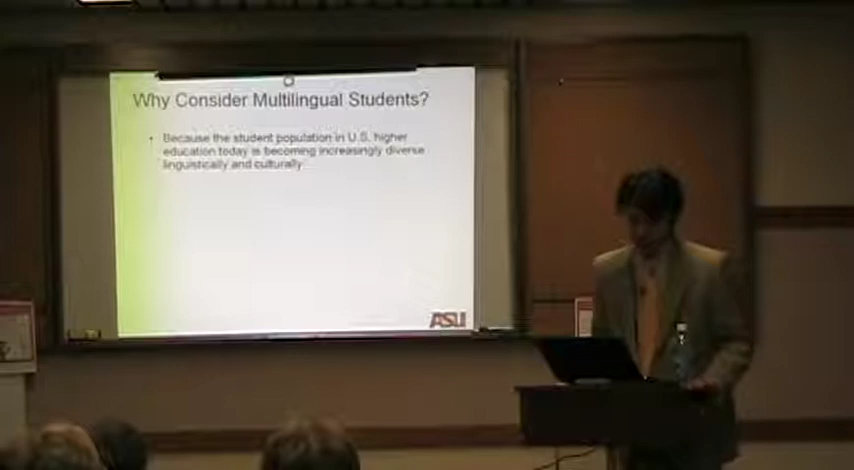 Why Consider Multilingual Students?
• Because the student population in U.S. higher
education today is becoming increasingly diverse
linguistically and culturally
ASU